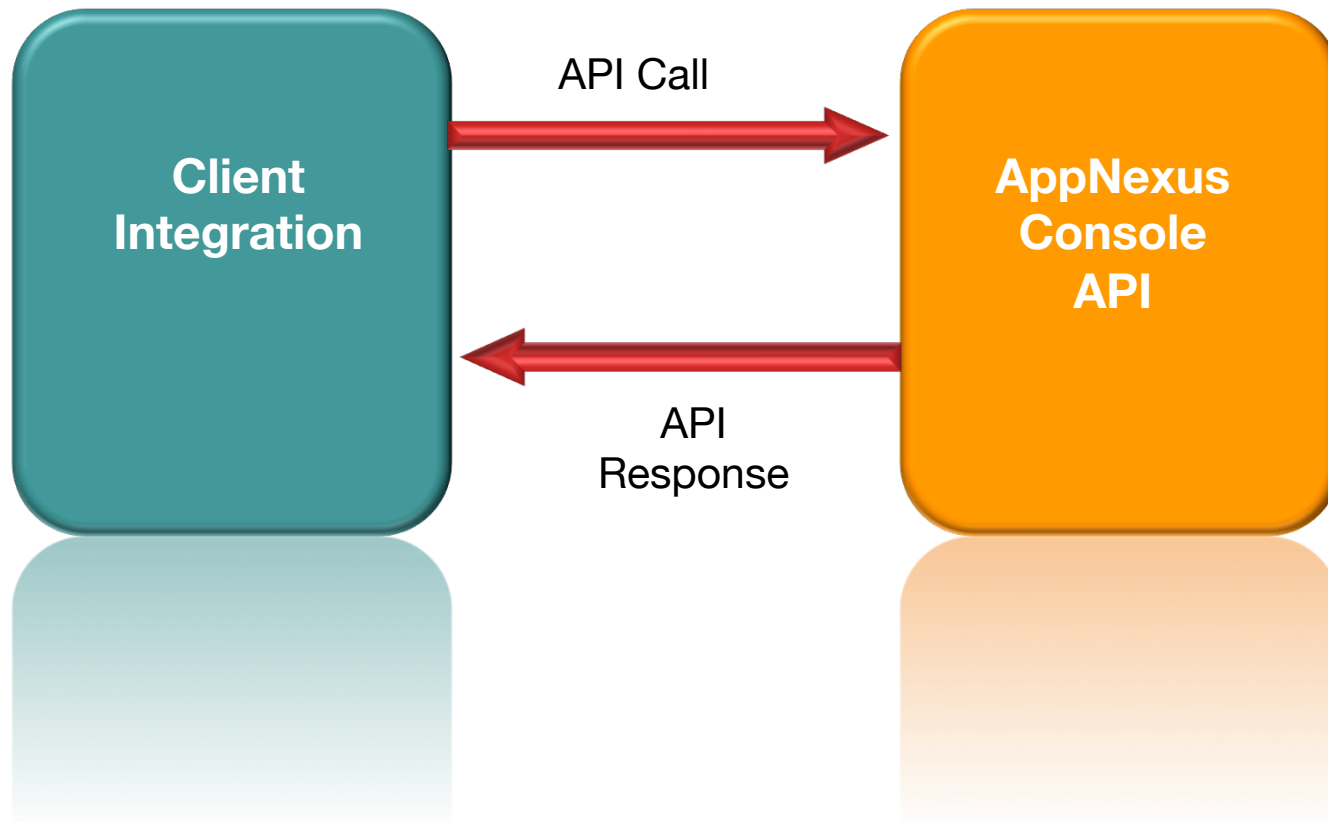 API Call
Client
Integration
AppNexus
Console
API
API
Response